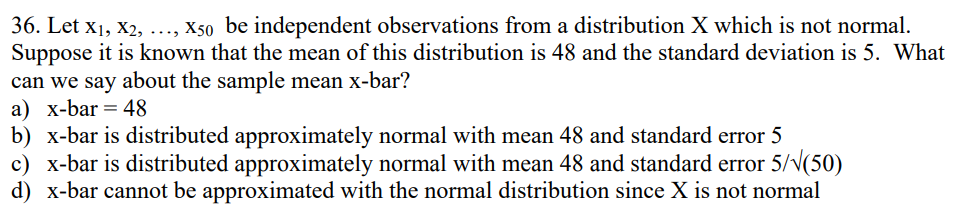 36. Let x₁, x₂, …, x₅₀ be independent observations from a distribution X which is not normal.
Suppose it is known that the mean of this distribution is 48 and the standard deviation is 5. What
can we say about the sample mean x-bar?
a) x-bar = 48
b) x-bar is distributed approximately normal with mean 48 and standard error 5
c) x-bar is distributed approximately normal with mean 48 and standard error 5/√(50)
d) x-bar cannot be approximated with the normal distribution since X is not normal